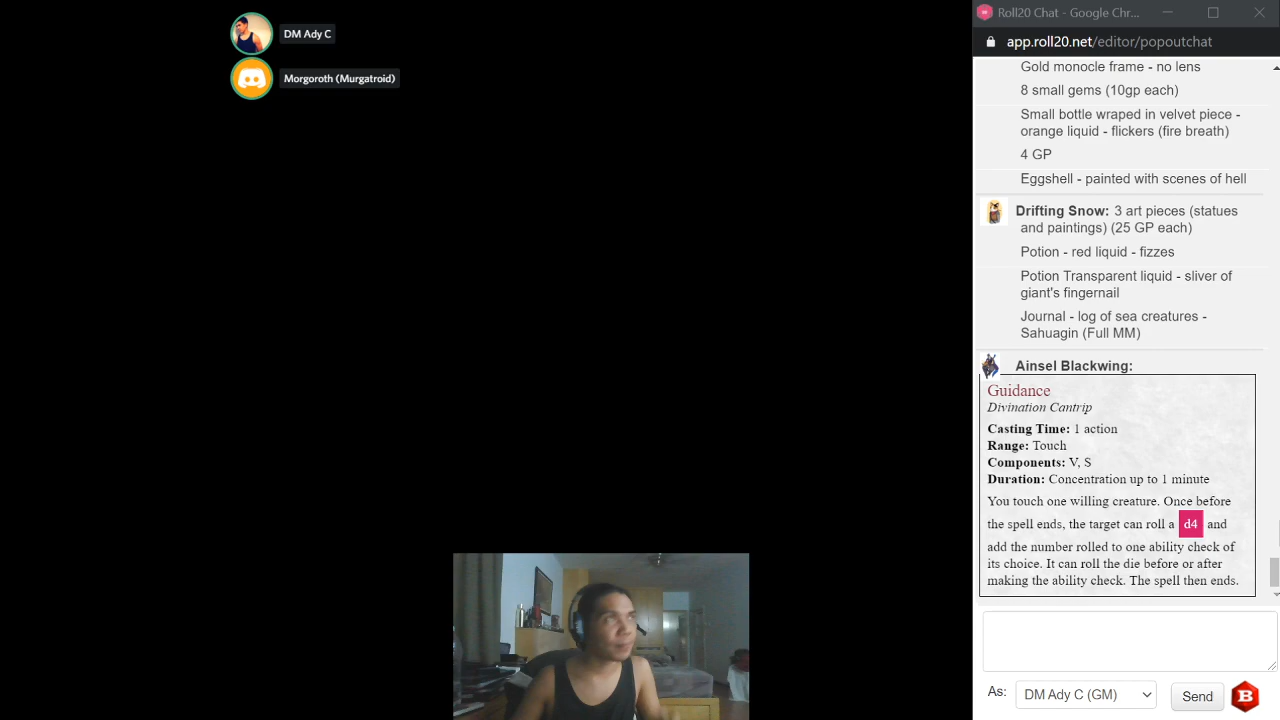 DM Ady C
Morgoroth (Murgatroid)
Roll20 Chat - Google Chr...
app.roll20.net/editor/popoutchat
Gold monocle frame - no lens
8 small gems (10gp each)
Small bottle wraped in velvet piece -
orange liquid - flickers (fire breath)
4 GP
Eggshell - painted with scenes of hell
Drifting Snow: 3 art pieces (statues
and paintings) (25 GP each)
Potion - red liquid - fizzes
Potion Transparent liquid - sliver of
giant's fingernail
Journal - log of sea creatures -
Sahuagin (Full MM)
Ainsel Blackwing:
Guidance
Divination Cantrip
Casting Time: 1 action
Range: Touch
Components: V, S
Duration: Concentration up to 1 minute
You touch one willing creature. Once before
the spell ends, the target can roll a d4 and
add the number rolled to one ability check of
its choice. It can roll the die before or after
making the ability check. The spell then ends.
As: DM Ady C (GM) Send B